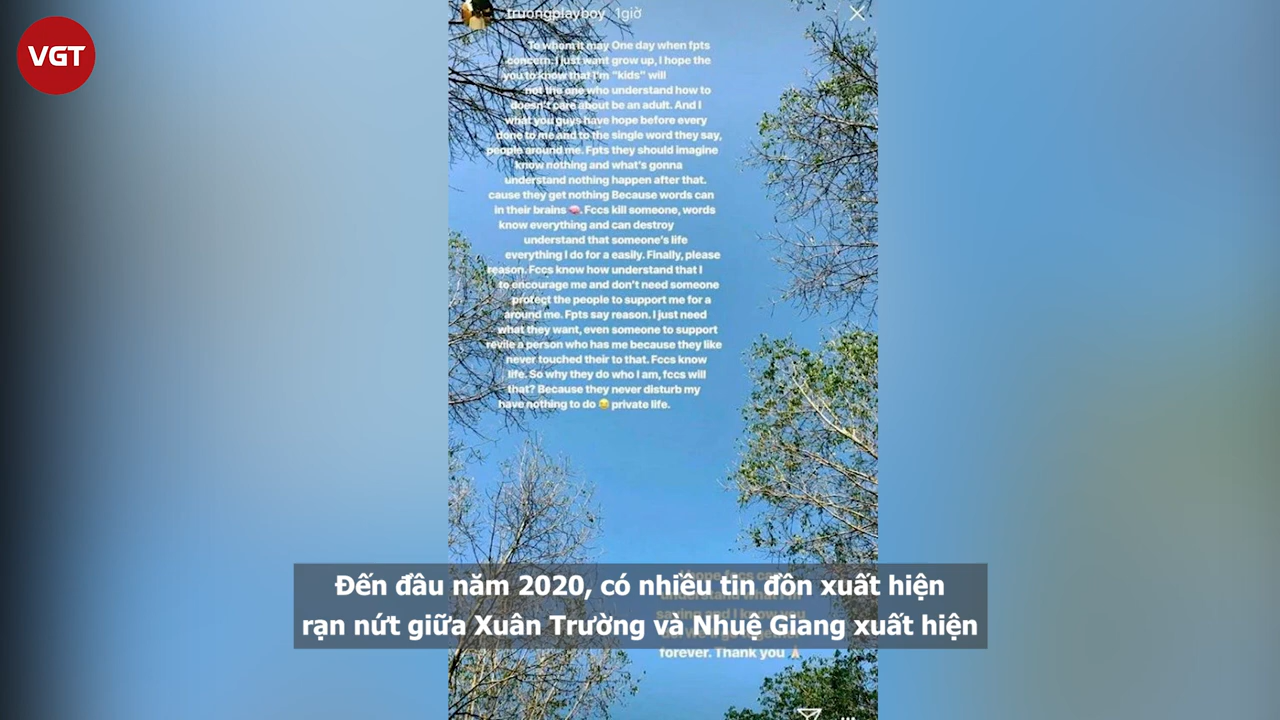 VGT
truongplayboy 1giờ
To whom it may
concern. I just want
you to know that I'm
not the one who
doesn't care about
what you guys have
done to me and to the
people around me. Fpts
know nothing and
understand nothing
cause they get nothing
in their brains 🧠. Fccs
know everything and
understand that
everything I do for a
reason. Fccs know how
to encourage me and
protect the people
around me. Fpts say
what they want, even
revile a person who has
never touched their
life. So why they do
that? Because they
have nothing to do 😂
One day when fpts
grow up, I hope the
"kids" will
understand how to
be an adult. And I
hope before every
single word they say,
they should imagine
what's gonna
happen after that.
Because words can
kill someone, words
can destroy
someone's life
easily. Finally, please
understand that I
don't need someone
to support me for a
reason. I just need
someone to support
me because they like
to that. Fccs know
who I am, fccs will
never disturb my
private life.
I hope fccs can
understand what I'm
saying and I know you
forever. Thank you 🙏
Đến đầu năm 2020, có nhiều tin đồn xuất hiện
rạn nứt giữa Xuân Trường và Nhuệ Giang xuất hiện